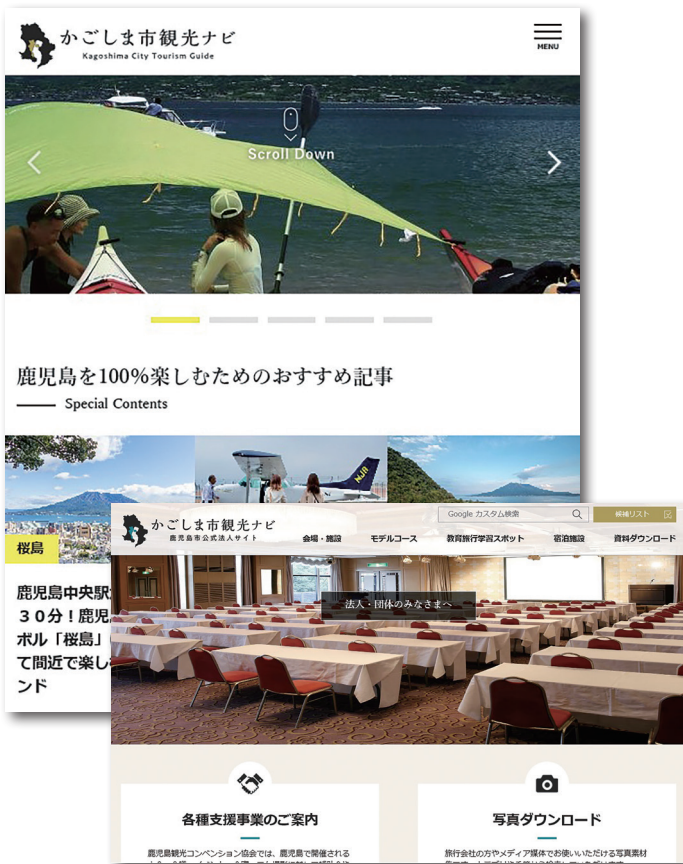 かごしま市観光ナビ
Kagoshima City Tourism Guide
MENU
Scroll Down
鹿児島を100%楽しむためのおすすめ記事
Special Contents
NJA
桜島
鹿児島中央駅
３０分！鹿児
ボル「桜島」
て間近で楽し
ンド
かごしま市観光ナビ
鹿児島市公式法人サイト
Google カスタム検索
候補リスト
会場・施設
モデルコース
教育旅行学習スポット
宿泊施設
資料ダウンロード
法人・団体のみなさまへ
各種支援事業のご案内
鹿児島観光コンベンション協会では、鹿児島で開催される
写真ダウンロード
旅行会社の方やメディア媒体でお使いいただける写真素材